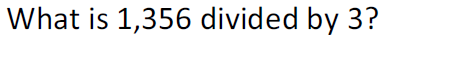 What is 1,356 divided by 3?